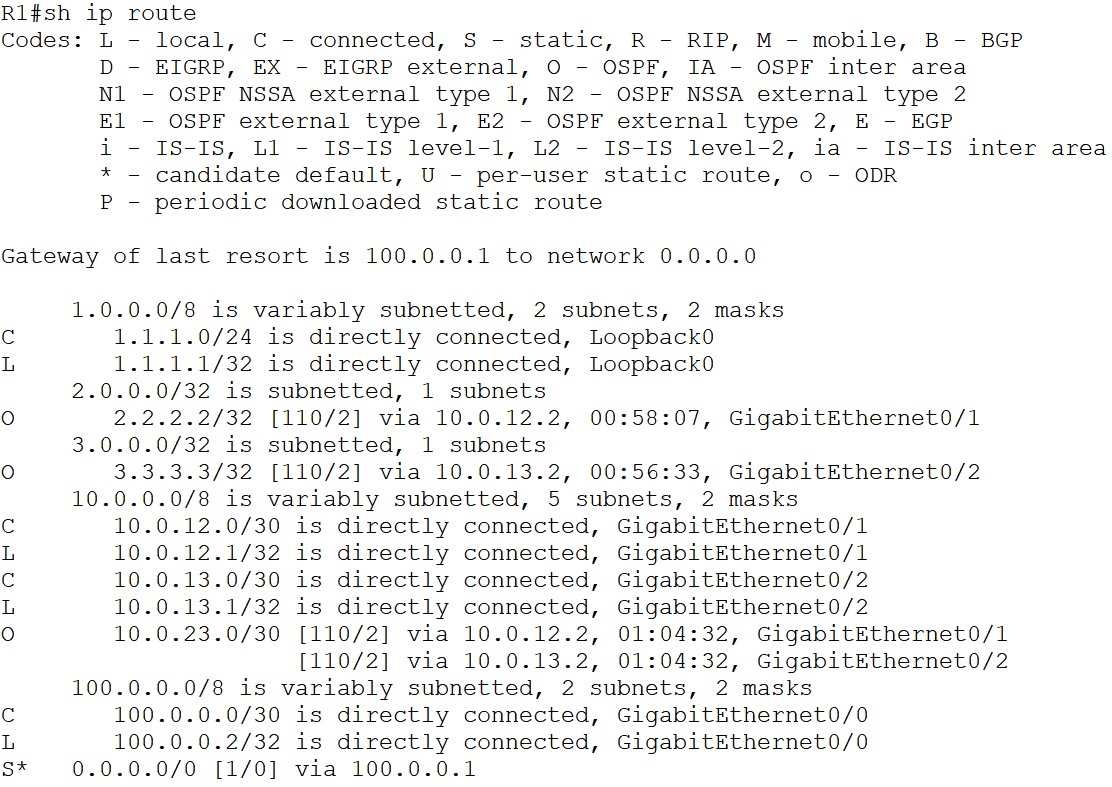 R1#sh ip route
Codes: L - local, C - connected, S - static, R - RIP, M - mobile, B - BGP
       D - EIGRP, EX - EIGRP external, O - OSPF, IA - OSPF inter area
       N1 - OSPF NSSA external type 1, N2 - OSPF NSSA external type 2
       E1 - OSPF external type 1, E2 - OSPF external type 2, E - EGP
       i - IS-IS, L1 - IS-IS level-1, L2 - IS-IS level-2, ia - IS-IS inter area
       * - candidate default, U - per-user static route, o - ODR
       P - periodic downloaded static route

Gateway of last resort is 100.0.0.1 to network 0.0.0.0

     1.0.0.0/8 is variably subnetted, 2 subnets, 2 masks
C       1.1.1.0/24 is directly connected, Loopback0
L       1.1.1.1/32 is directly connected, Loopback0
     2.0.0.0/32 is subnetted, 1 subnets
O       2.2.2.2/32 [110/2] via 10.0.12.2, 00:58:07, GigabitEthernet0/1
     3.0.0.0/32 is subnetted, 1 subnets
O       3.3.3.3/32 [110/2] via 10.0.13.2, 00:56:33, GigabitEthernet0/2
     10.0.0.0/8 is variably subnetted, 5 subnets, 2 masks
C       10.0.12.0/30 is directly connected, GigabitEthernet0/1
L       10.0.12.1/32 is directly connected, GigabitEthernet0/1
C       10.0.13.0/30 is directly connected, GigabitEthernet0/2
L       10.0.13.1/32 is directly connected, GigabitEthernet0/2
O       10.0.23.0/30 [110/2] via 10.0.12.2, 01:04:32, GigabitEthernet0/1
                     [110/2] via 10.0.13.2, 01:04:32, GigabitEthernet0/2
     100.0.0.0/8 is variably subnetted, 2 subnets, 2 masks
C       100.0.0.0/30 is directly connected, GigabitEthernet0/0
L       100.0.0.2/32 is directly connected, GigabitEthernet0/0
S*   0.0.0.0/0 [1/0] via 100.0.0.1